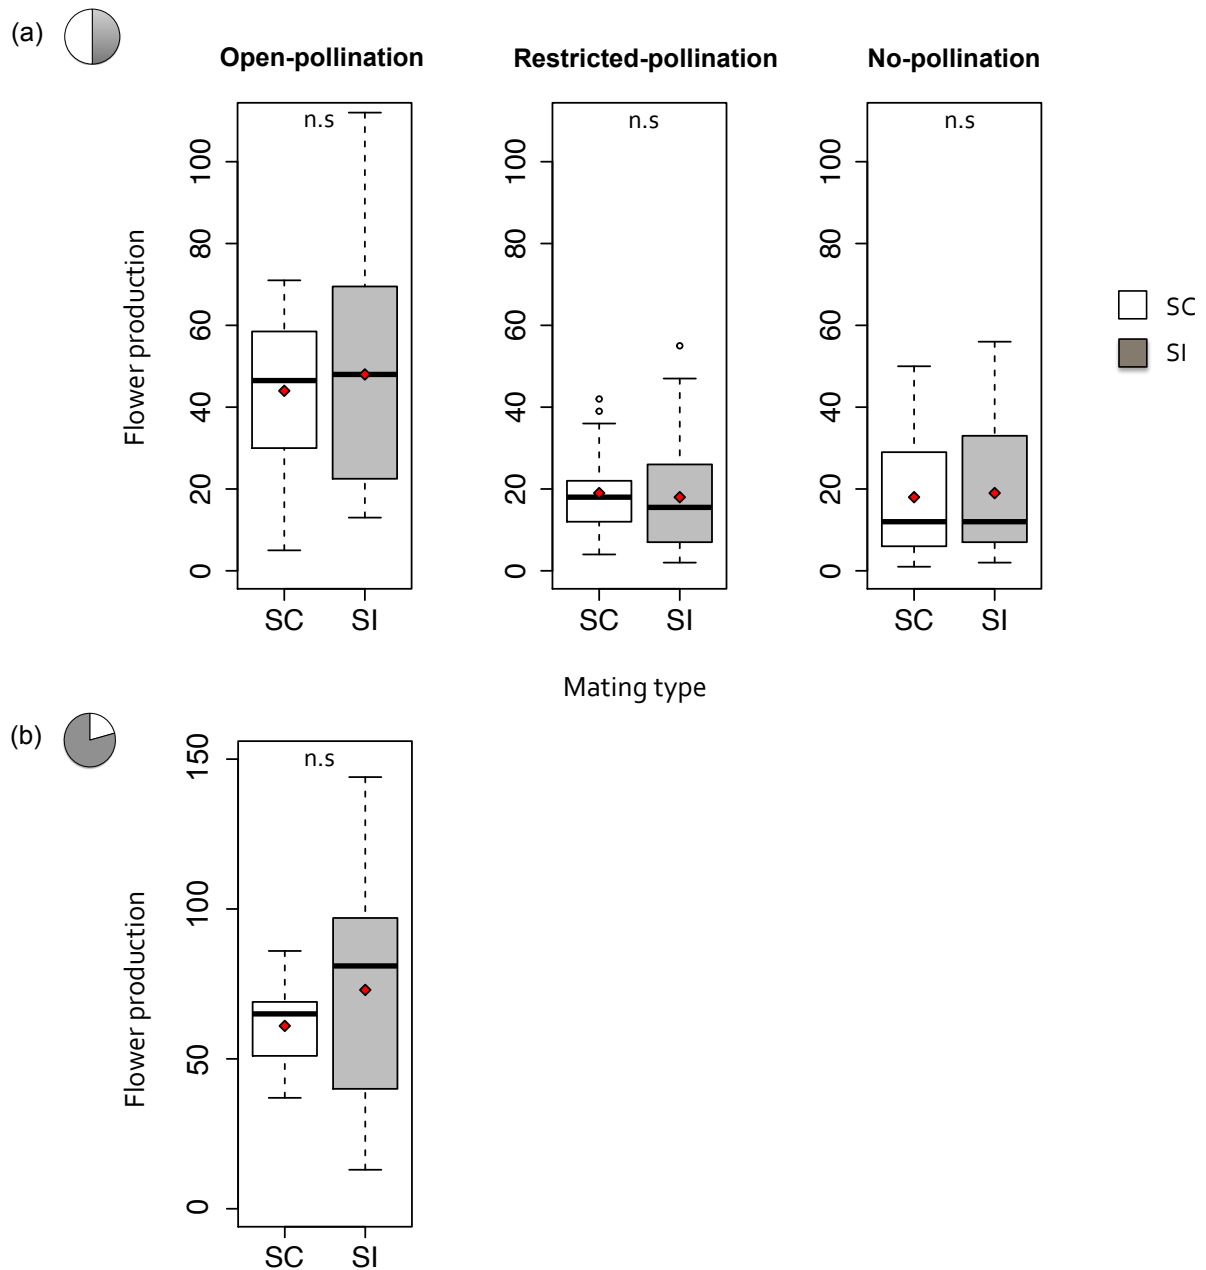 (a)
Open-pollination Restricted-pollination No-pollination
n.s n.s n.s
Flower production
0 20 40 60 80 100
0 20 40 60 80 100
0 20 40 60 80 100
SC
SI
SC SI SC SI SC SI
Mating type
(b)
n.s
Flower production
0 50 100 150
SC SI